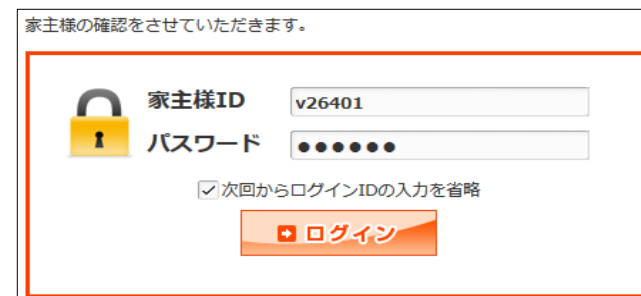 家主様の確認をさせていただきます。
家主様ID
v26401
パスワード
●●●●●●
次回からログインIDの入力を省略
ログイン